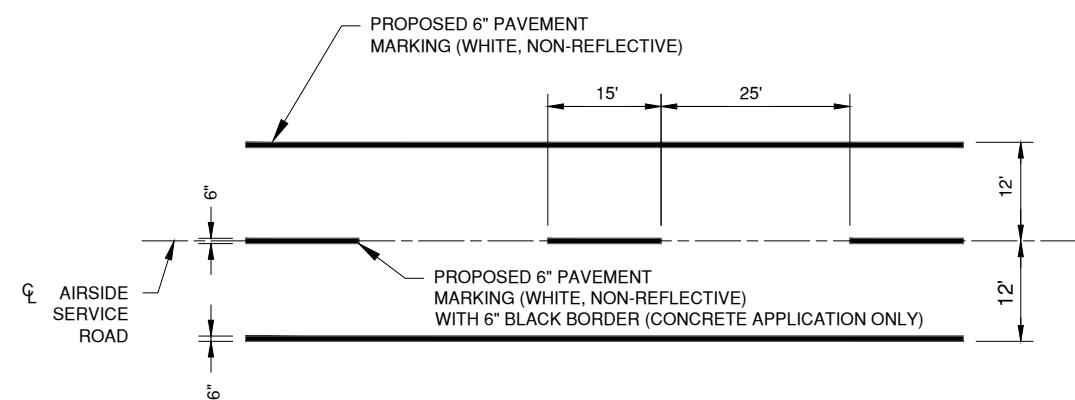 PROPOSED 6" PAVEMENT
MARKING (WHITE, NON-REFLECTIVE)
15'
25'
6"
12'
PROPOSED 6" PAVEMENT
MARKING (WHITE, NON-REFLECTIVE)
WITH 6" BLACK BORDER (CONCRETE APPLICATION ONLY)
℄ AIRSIDE
SERVICE
ROAD
12'
6"